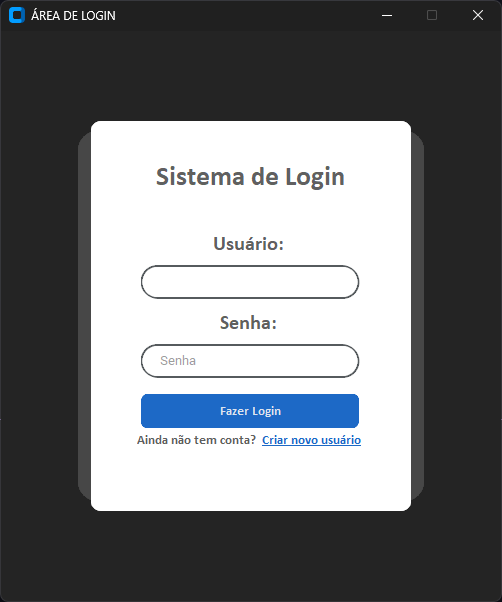 ÁREA DE LOGIN
Sistema de Login
Usuário:
Senha:
Senha
Fazer Login
Ainda não tem conta? Criar novo usuário